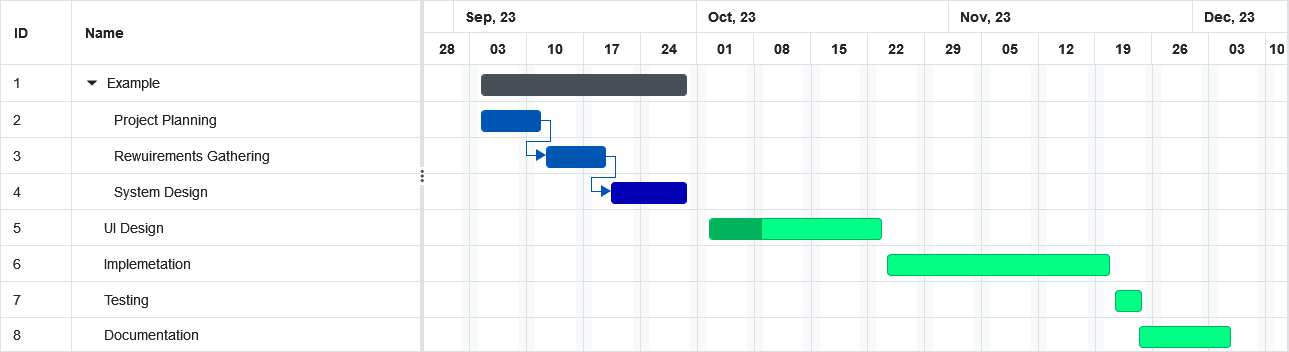 ID Name Sep, 23 Oct, 23 Nov, 23 Dec, 23
28 03 10 17 24 01 08 15 22 29 05 12 19 26 03 10
1 Example
2 Project Planning
3 Rewuirements Gathering
4 System Design
5 UI Design
6 Implemetation
7 Testing
8 Documentation